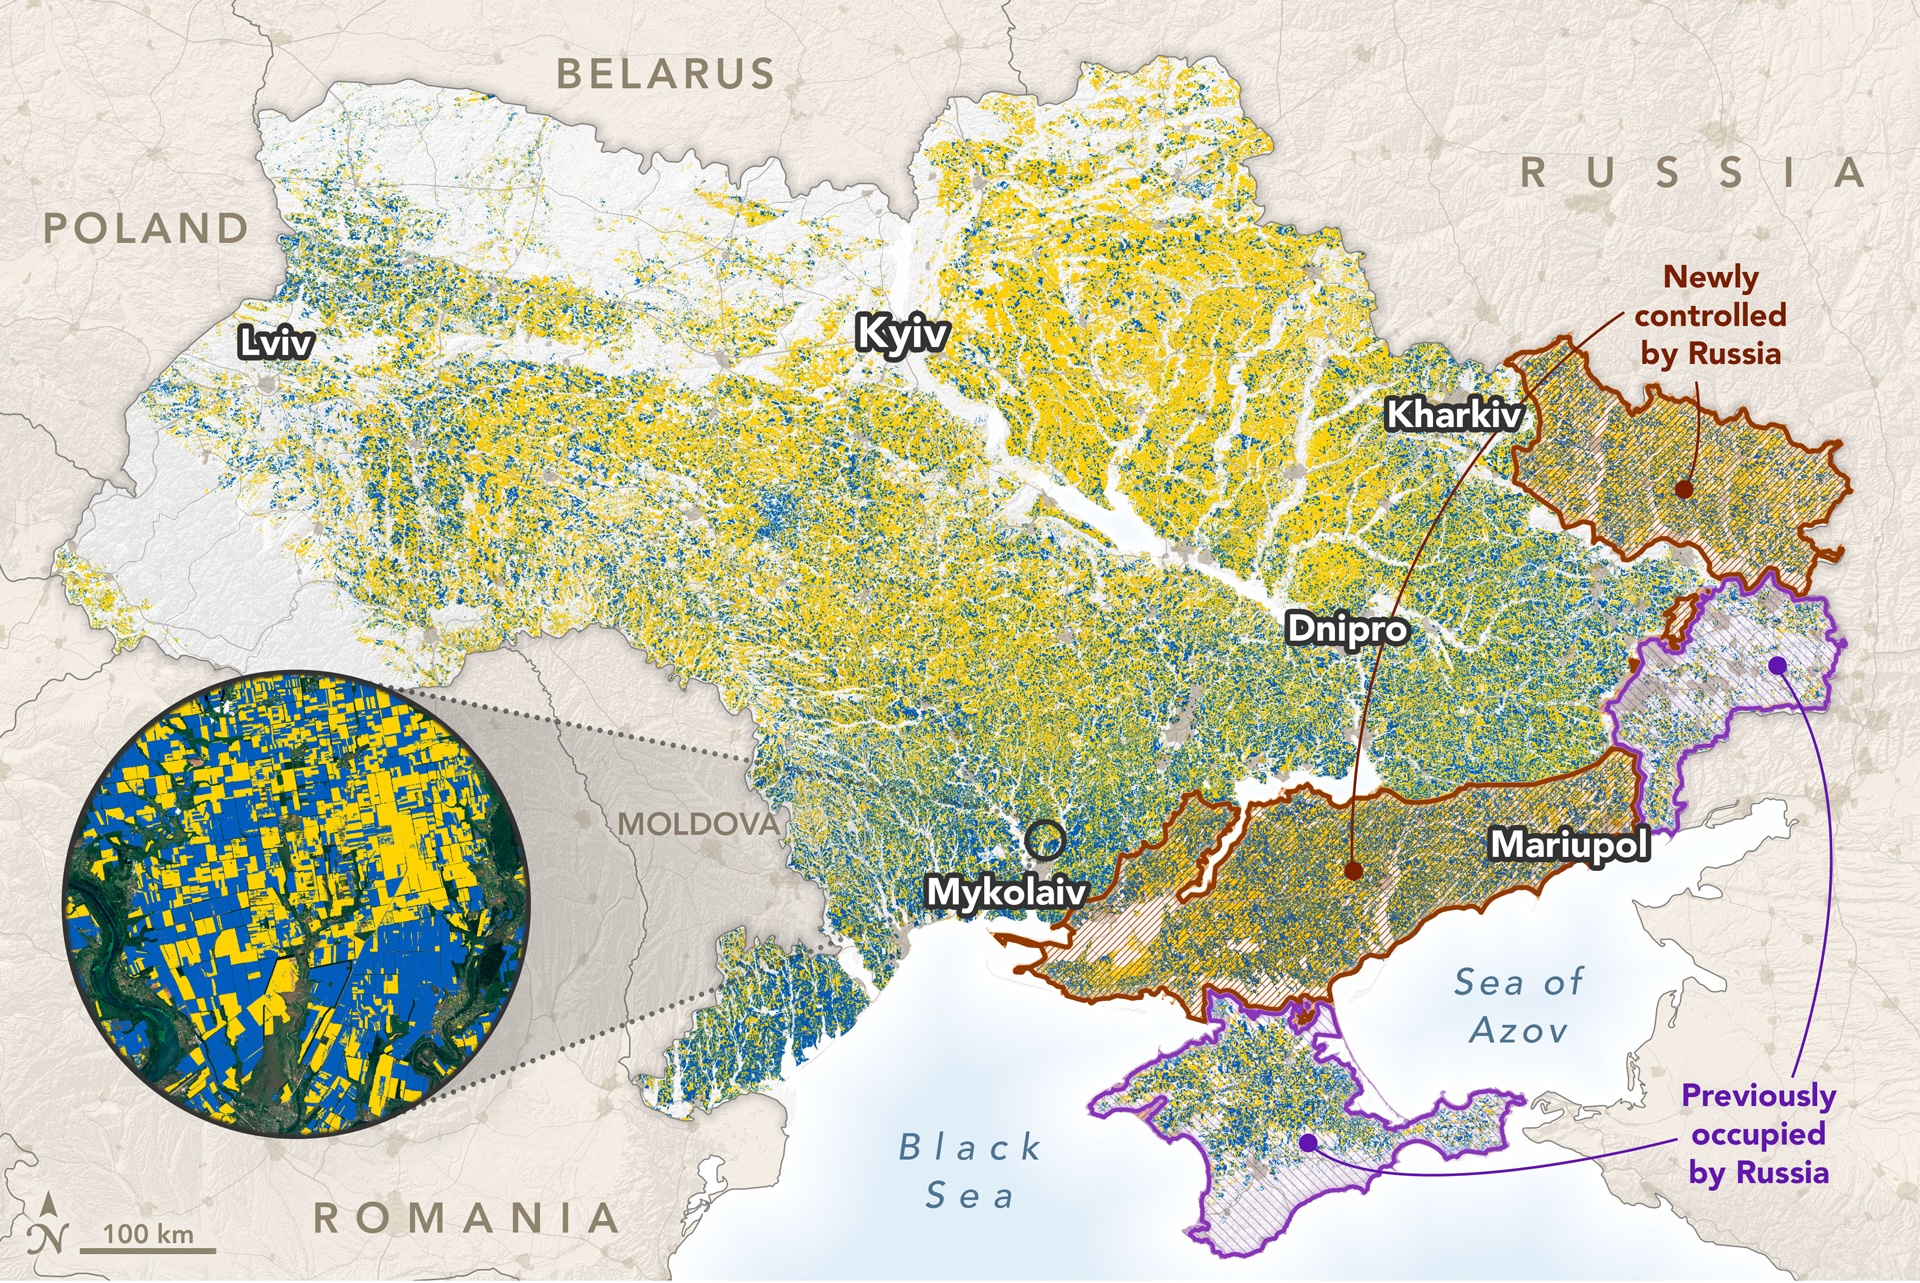 BELARUS
RUSSIA
POLAND
Newly
controlled
by Russia
Lviv
Kyiv
Kharkiv
Dnipro
MOLDOVA
Mariupol
Mykolaiv
Sea of
Azov
Previously
occupied
by Russia
Black
Sea
ROMANIA
N
100 km